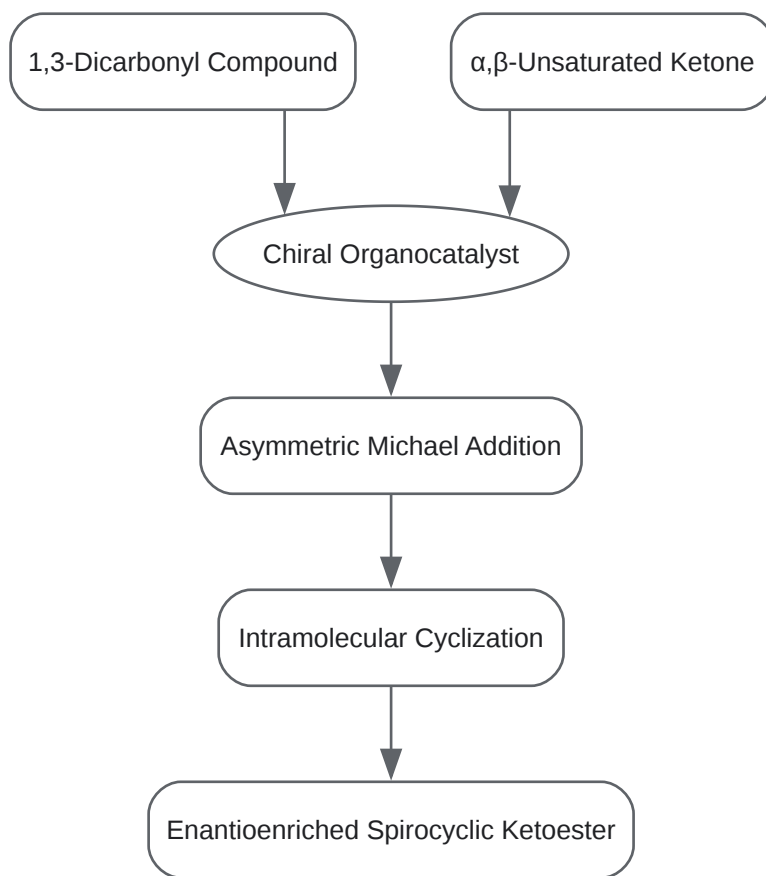 1,3-Dicarbonyl Compound
α,β-Unsaturated Ketone
Chiral Organocatalyst
Asymmetric Michael Addition
Intramolecular Cyclization
Enantioenriched Spirocyclic Ketoester